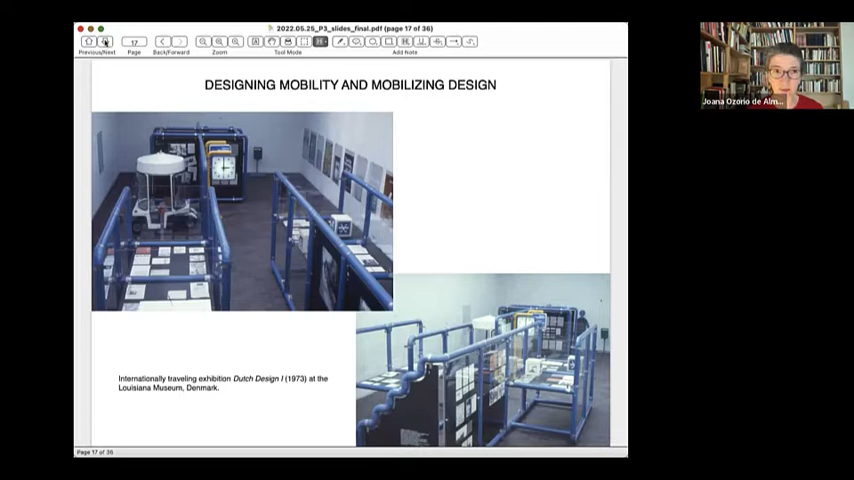 2022.05.25_P3_slides_final.pdf (page 17 of 36)
17
Previous/Next
Page
Back/Forward
Zoom
Tool Mode
Add Note
DESIGNING MOBILITY AND MOBILIZING DESIGN
Internationally traveling exhibition Dutch Design I (1973) at the
Louisiana Museum, Denmark.
Page 17 of 36
Joana Ozorio de Alm...